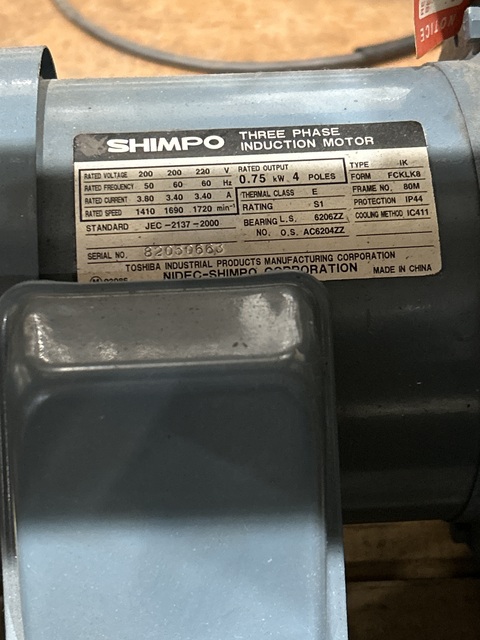 NOTICE
SHIMPO THREE PHASE INDUCTION MOTOR
RATED VOLTAGE 200 200 220 V
RATED FREQUENCY 50 60 60 Hz
RATED CURRENT 3.80 3.40 3.40 A
RATED SPEED 1410 1690 1720 min⁻¹
STANDARD JEC-2137-2000
SERIAL NO.
RATED OUTPUT
0.75 kW 4 POLES
THERMAL CLASS E
RATING S1
BEARING L.S. 6206ZZ
NO. O.S. AC6204ZZ
TYPE IK
FORM FCKLK8
FRAME NO. 80M
PROTECTION IP44
COOLING METHOD IC411
TOSHIBA INDUSTRIAL PRODUCTS MANUFACTURING CORPORATION
NIDEC-SHIMPO CORPORATION MADE IN CHINA